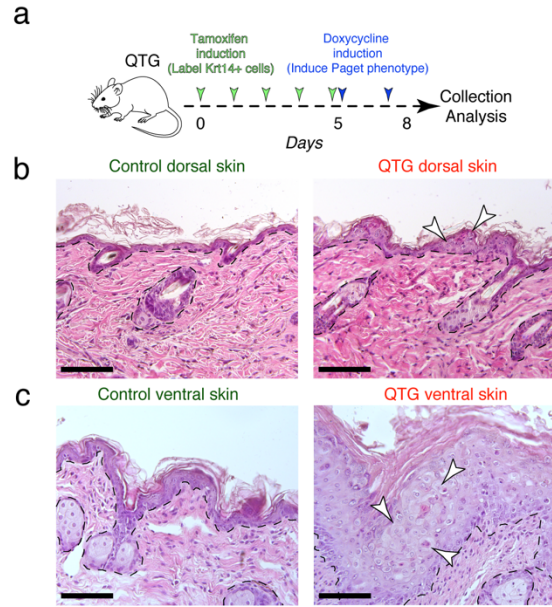 a
QTG
Tamoxifen
induction
(Label Krt14+ cells)
Doxycycline
induction
(Induce Paget phenotype)
0
5
8
Days
Collection
Analysis
b
Control dorsal skin
QTG dorsal skin
c
Control ventral skin
QTG ventral skin